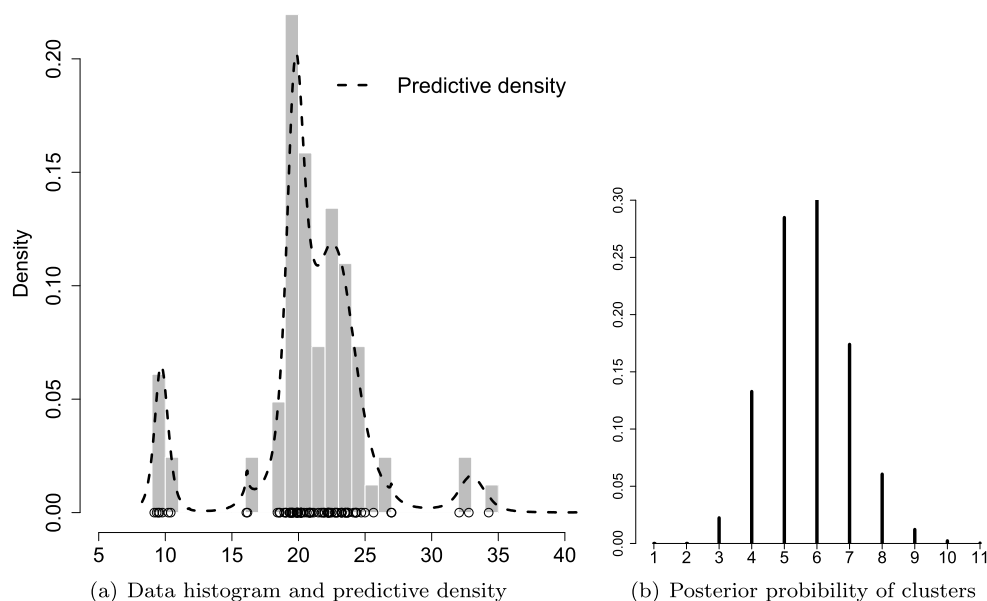 Density
0.00 0.05 0.10 0.15 0.20
Predictive density
5 10 15 20 25 30 35 40
(a) Data histogram and predictive density
0.00 0.05 0.10 0.15 0.20 0.25 0.30
1 2 3 4 5 6 7 8 9 10 11
(b) Posterior probibility of clusters